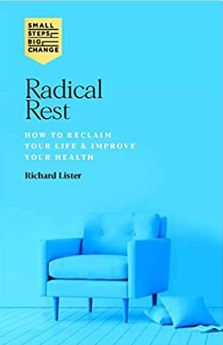 SMALL
STEPS,
BIG
CHANGE
Radical
Rest
HOW TO RECLAIM
YOUR LIFE & IMPROVE
YOUR HEALTH
Richard Lister